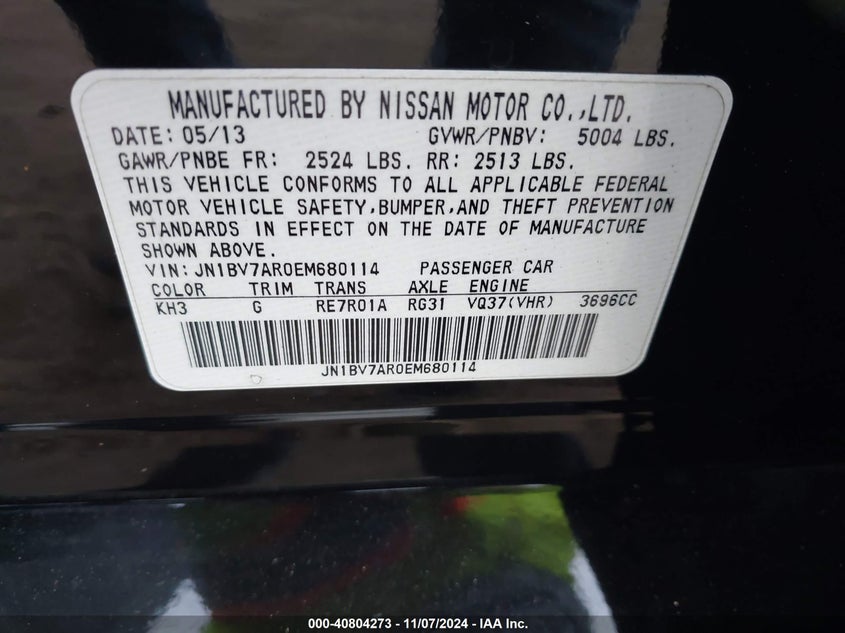 MANUFACTURED BY NISSAN MOTOR CO.,LTD.
DATE: 05/13 GVWR/PNBV: 5004 LBS.
GAWR/PNBE FR: 2524 LBS. RR: 2513 LBS.
THIS VEHICLE CONFORMS TO ALL APPLICABLE FEDERAL
MOTOR VEHICLE SAFETY,BUMPER,AND THEFT PREVENTION
STANDARDS IN EFFECT ON THE DATE OF MANUFACTURE
SHOWN ABOVE.
VIN: JN1BV7AR0EM680114 PASSENGER CAR
COLOR TRIM TRANS AXLE ENGINE
KH3 G RE7R01A RG31 VQ37(VHR) 3696CC
JN1BV7AR0EM680114
000-40804273 - 11/07/2024 - IAA Inc.